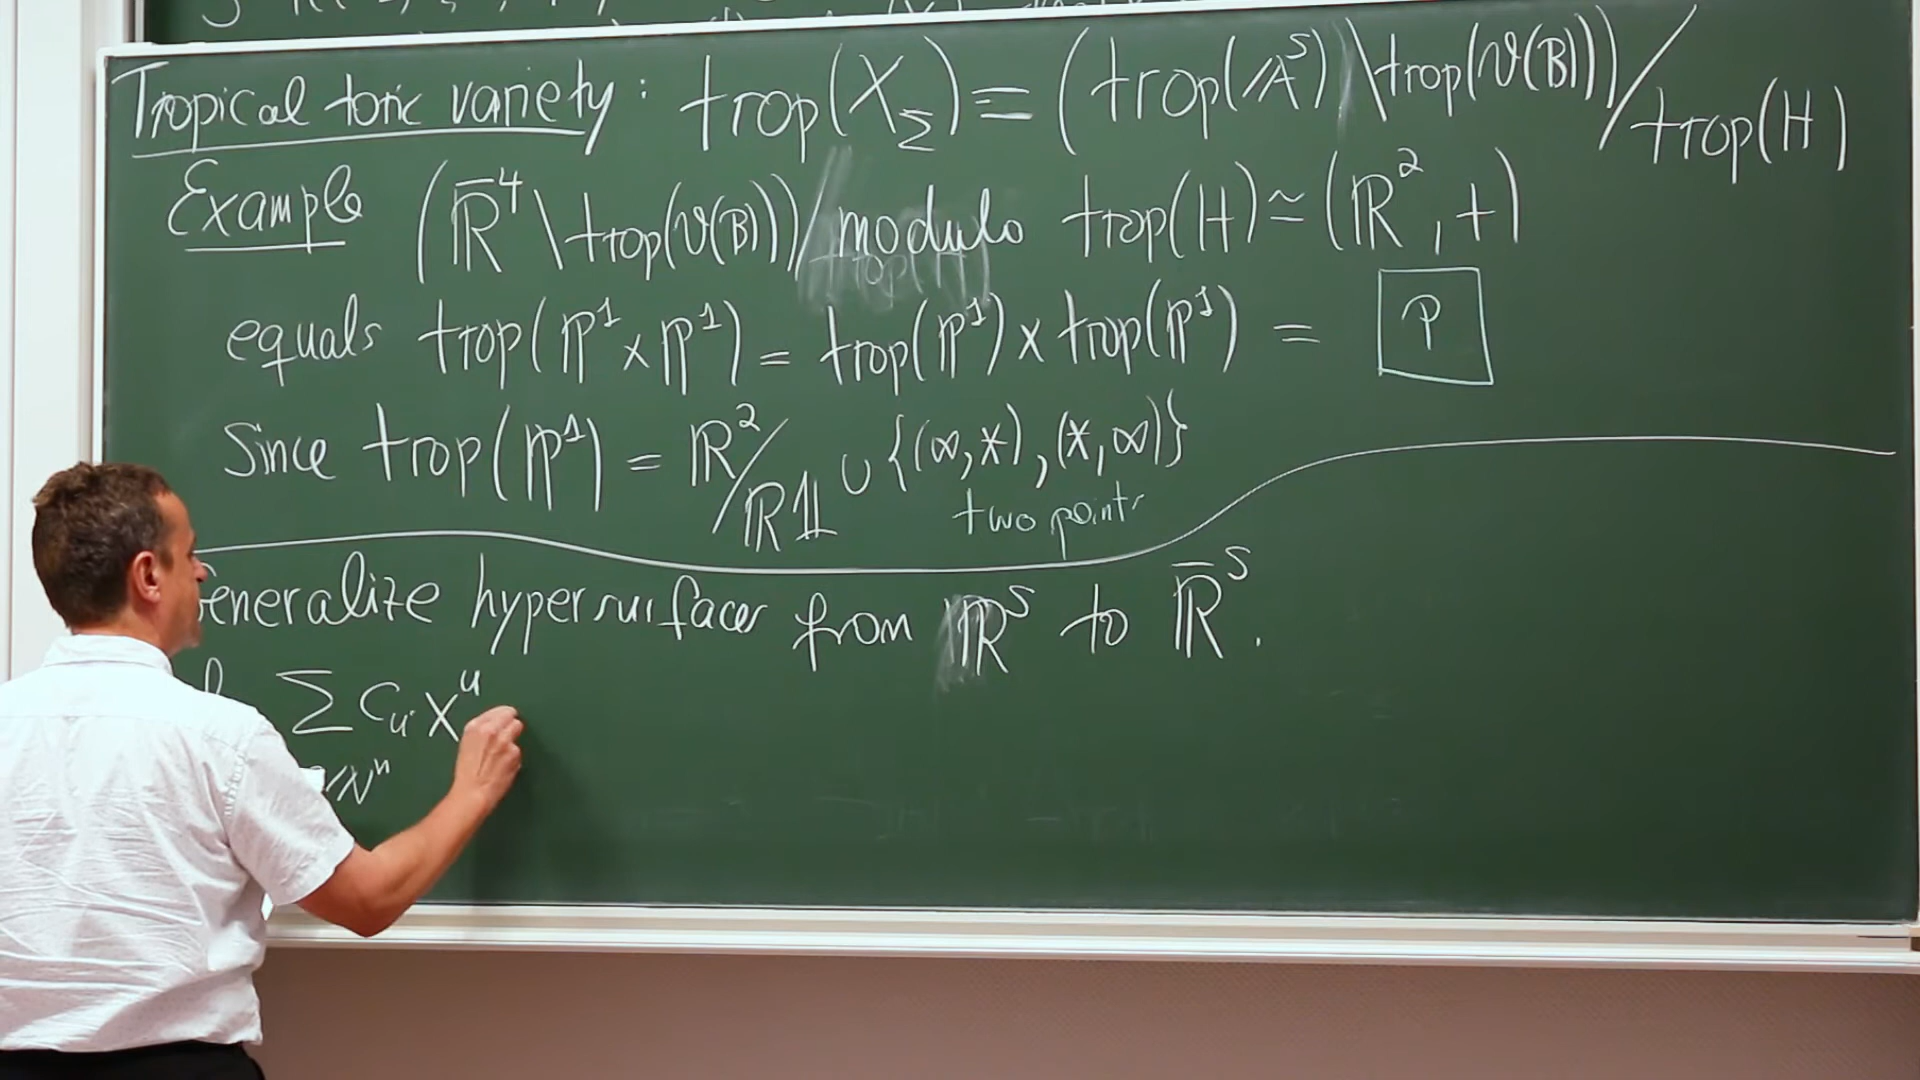 Tropical toric variety: trop(X_Σ) = (trop(𝔸^S) \ trop(V(B))) / trop(H)
Example (ℝ̄^4 \ trop(V(B))) / modulo trop(H) ≃ (ℝ^2, +)
equals trop(ℙ^1 × ℙ^1) = trop(ℙ^1) × trop(ℙ^1) = P
Since trop(ℙ^1) = ℝ^2/ℝ𝟙 ∪ {(∞,*), (*,∞)}
two points
Generalize hypersurfaces from ℝ^S to ℝ̄^S.
Σ c_u x^u
ℕ^n